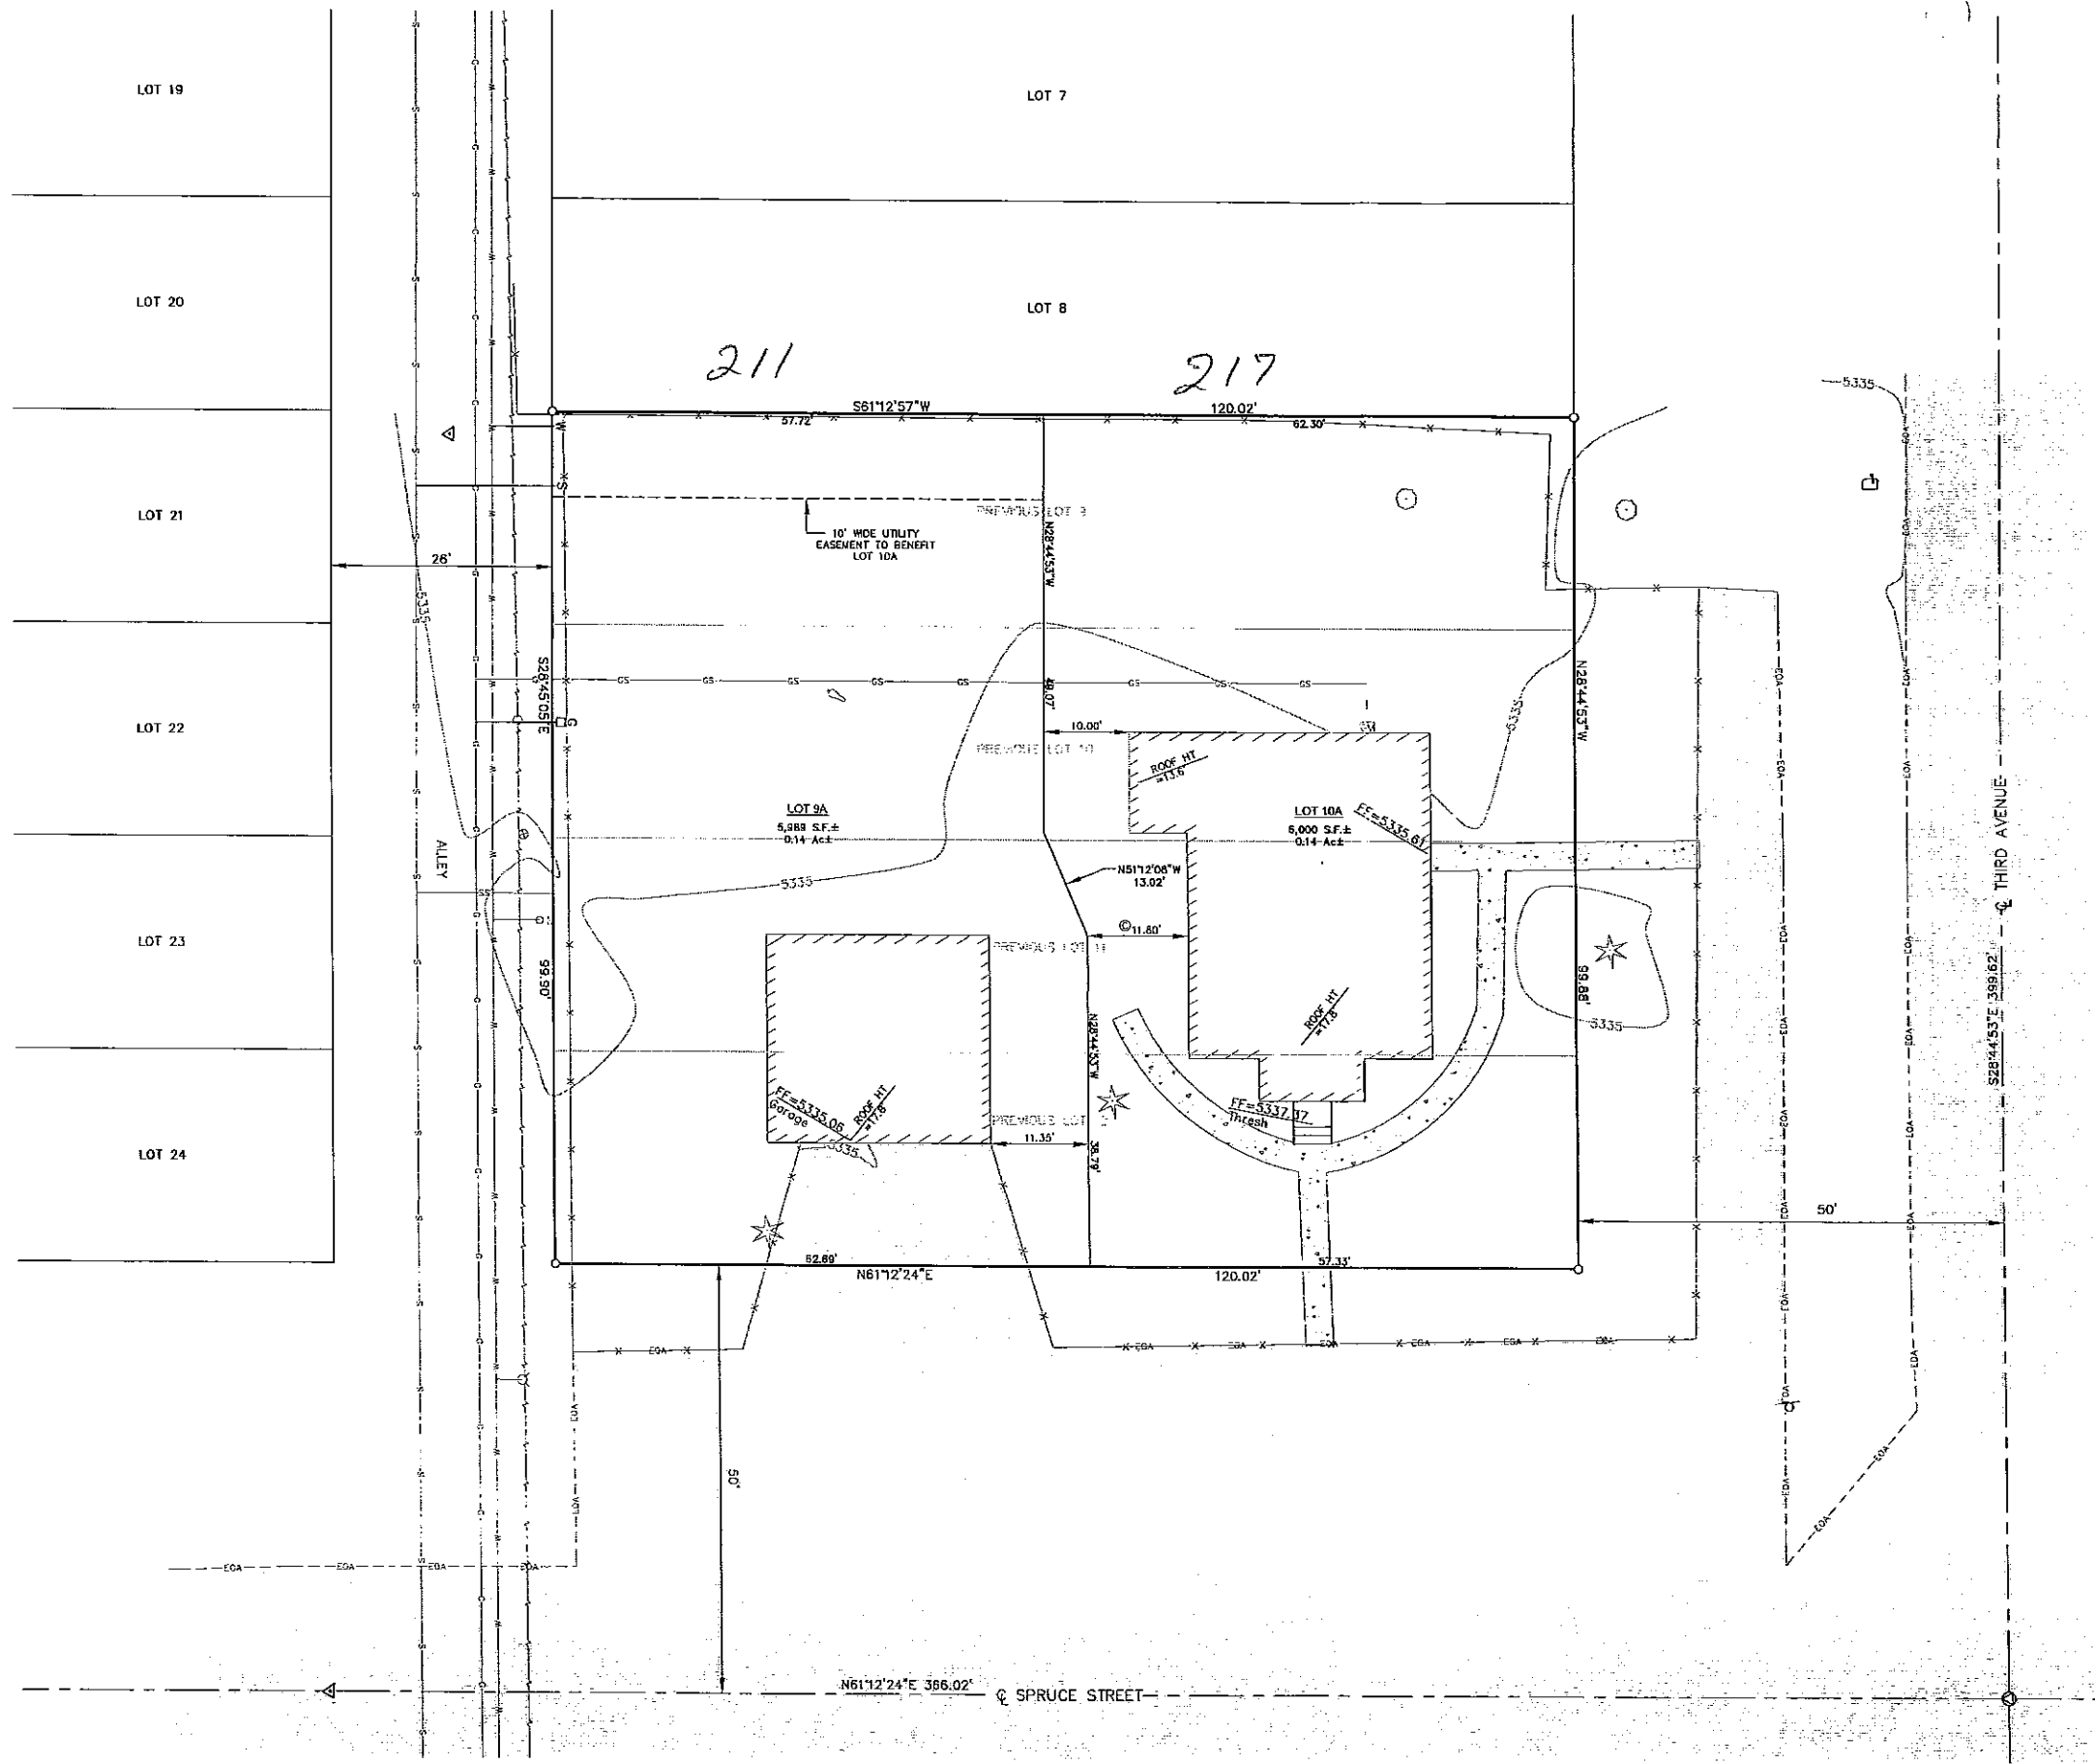 LOT 19
LOT 7
LOT 20
LOT 8
211
217
S61°12'57"W
120.02'
57.72'
62.30'
5335
LOT 21
PREVIOUS LOT 9
10' WIDE UTILITY
EASEMENT TO BENEFIT
LOT 10A
26'
N28°44'53"W
5335
S28°45'05"E
N28°44'53"W
49.07'
5335
LOT 22
10.00'
PREVIOUS LOT 10
ROOF HT
=13.6
LOT 9A
5,989 S.F.±
0.14 Ac±
LOT 10A
6,000 S.F.±
0.14 Ac±
FF=5335.61
ALLEY
N51°12'06"W
13.02'
5335
℄ THIRD AVENUE
S28°44'53"E 399.62'
LOT 23
PREVIOUS LOT 11
©11.80'
99.90'
99.88'
ROOF HT
=17.8
5335
N28°44'53"W
FF=5335.06
Garage
ROOF HT
=17.8
FF=5337.37
Thresh
PREVIOUS LOT
11.35'
38.79'
5335
LOT 24
50'
62.69'
57.33'
N61°12'24"E
120.02'
50'
N61°12'24"E 366.02'
℄ SPRUCE STREET